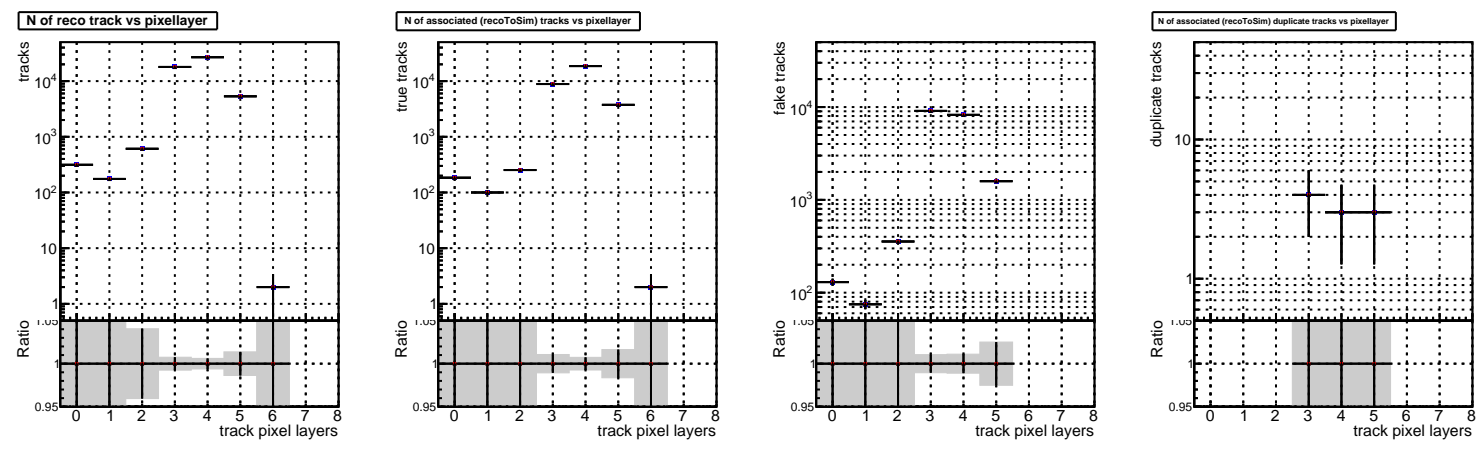 N of reco track vs pixellayer
tracks
10^4
10^3
10^2
10
1
1.05
Ratio
1
0.95
0 1 2 3 4 5 6 7 8
track pixel layers
N of associated (recoToSim) tracks vs pixellayer
true tracks
10^4
10^3
10^2
10
1
1.05
Ratio
1
0.95
0 1 2 3 4 5 6 7 8
track pixel layers
fake tracks
10^4
10^3
10^2
1.05
Ratio
1
0.95
0 1 2 3 4 5 6 7 8
track pixel layers
N of associated (recoToSim) duplicate tracks vs pixellayer
duplicate tracks
10
1
1.05
Ratio
1
0.95
0 1 2 3 4 5 6 7 8
track pixel layers